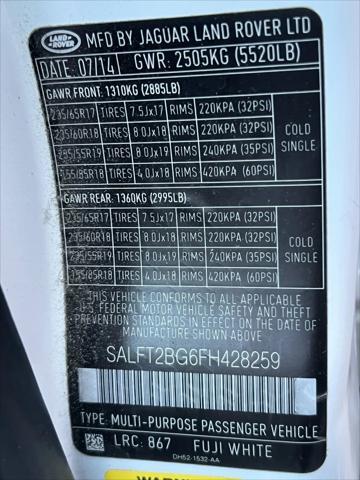 LAND ROVER
MFD BY JAGUAR LAND ROVER LTD
DATE: 07/14 GWR: 2505KG (5520LB)
GAWR FRONT: 1310KG (2885LB)
235/65R17 TIRES 7.5Jx17 RIMS 220KPA (32PSI)
235/60R18 TIRES 8.0Jx18 RIMS 220KPA (32PSI)
235/55R19 TIRES 8.0Jx19 RIMS 240KPA (35PSI)
155/85R18 TIRES 4.0Jx18 RIMS 420KPA (60PSI)
COLD
SINGLE
GAWR REAR: 1360KG (2995LB)
235/65R17 TIRES 7.5Jx17 RIMS 220KPA (32PSI)
235/60R18 TIRES 8.0Jx18 RIMS 220KPA (32PSI)
235/55R19 TIRES 8.0Jx19 RIMS 240KPA (35PSI)
155/85R18 TIRES 4.0Jx18 RIMS 420KPA (60PSI)
COLD
SINGLE
THIS VEHICLE CONFORMS TO ALL APPLICABLE
U.S. FEDERAL MOTOR VEHICLE SAFETY AND THEFT
PREVENTION STANDARDS IN EFFECT ON THE DATE
OF MANUFACTURE SHOWN ABOVE.
SALFT2BG6FH428259
TYPE: MULTI-PURPOSE PASSENGER VEHICLE
LRC: 867 FUJI WHITE
DH52-1532-AA